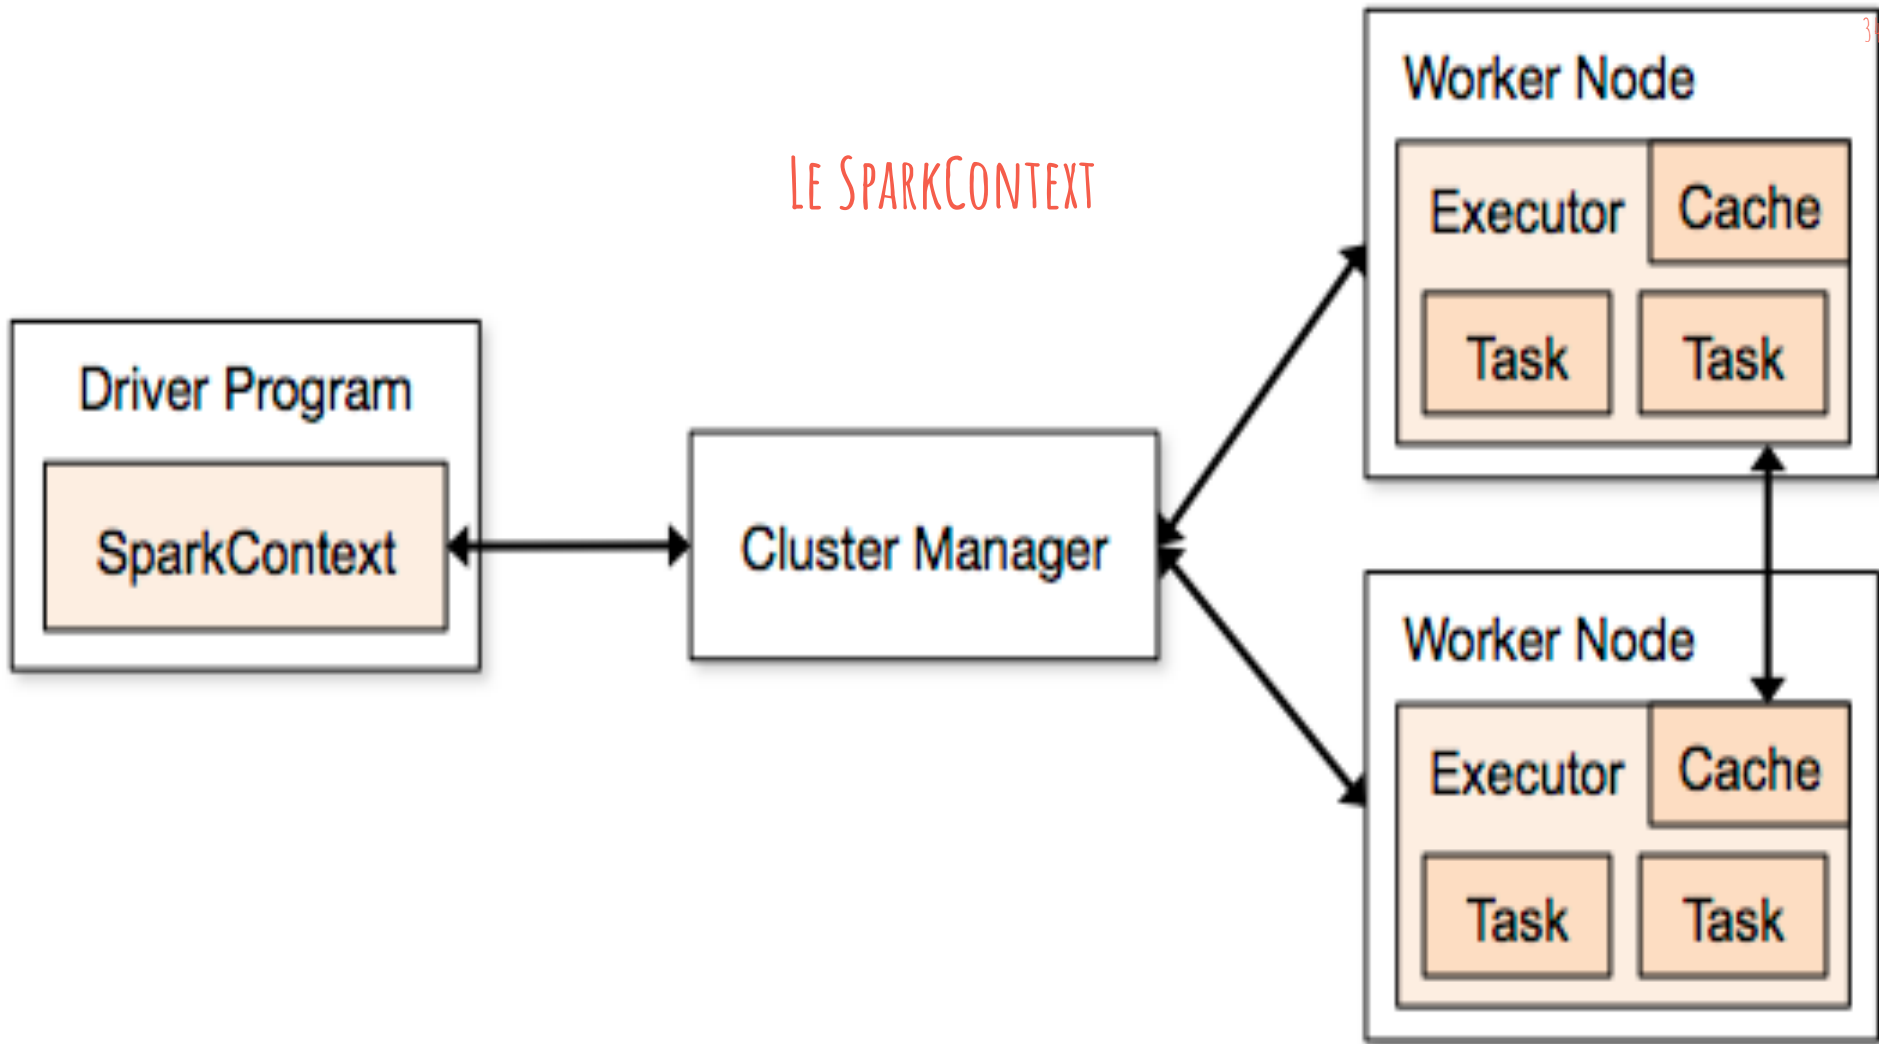 Le SparkContext
Driver Program
SparkContext
Cluster Manager
Worker Node
Executor
Cache
Task
Task
Worker Node
Executor
Cache
Task
Task